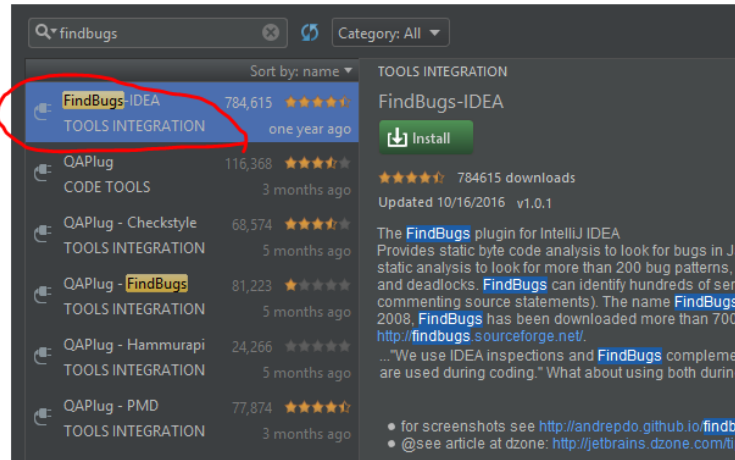 findbugs
Category: All
Sort by: name
FindBugs-IDEA 784,615
TOOLS INTEGRATION one year ago
QAPlug 116,368
CODE TOOLS 3 months ago
QAPlug - Checkstyle 68,574
TOOLS INTEGRATION 5 months ago
QAPlug - FindBugs 81,223
TOOLS INTEGRATION 5 months ago
QAPlug - Hammurapi 24,266
TOOLS INTEGRATION 5 months ago
QAPlug - PMD 77,874
TOOLS INTEGRATION 3 months ago
TOOLS INTEGRATION
FindBugs-IDEA
Install
784615 downloads
Updated 10/16/2016 v1.0.1
The FindBugs plugin for IntelliJ IDEA
Provides static byte code analysis to look for bugs in J
static analysis to look for more than 200 bug patterns,
and deadlocks. FindBugs can identify hundreds of ser
commenting source statements). The name FindBugs
2008, FindBugs has been downloaded more than 700
http://findbugs.sourceforge.net/.
..."We use IDEA inspections and FindBugs compleme
are used during coding." What about using both durin
• for screenshots see http://andrepdo.github.io/findb
• @see article at dzone: http://jetbrains.dzone.com/ti